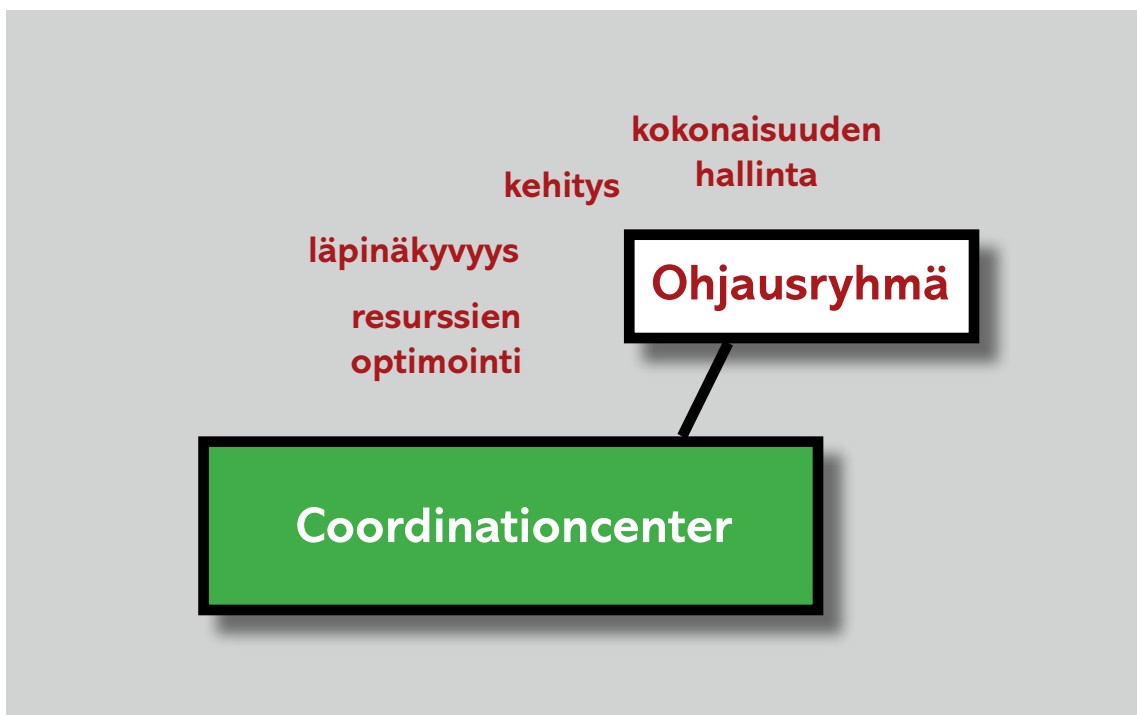 kokonaisuuden
hallinta
kehitys
läpinäkyvyys
resurssien
optimointi
Ohjausryhmä
Coordinationcenter